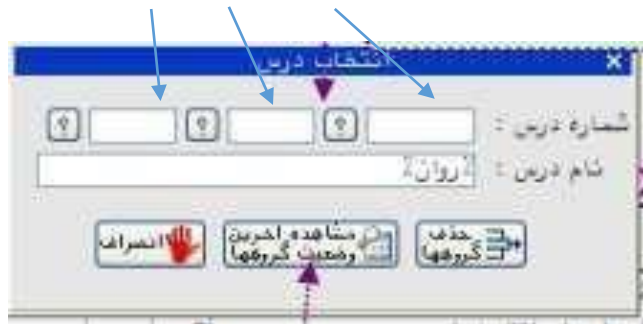 انتخاب درس
شماره درس : ؟ ؟ ؟
نام درس : %روان%
حذف گروهها
مشاهده آخرین وضعیت گروهها
انصراف